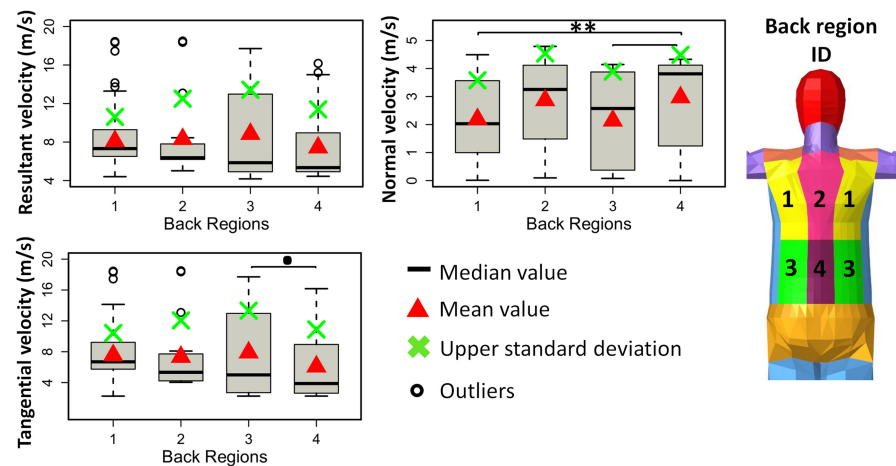 Resultant velocity (m/s)
20
16
12
8
4
1 2 3 4
Back Regions
Normal velocity (m/s)
**
5
4
3
2
1
0
1 2 3 4
Back Regions
Back region
ID
1 2 1
3 4 3
Tangential velocity (m/s)
20
16
12
8
4
1 2 3 4
Back Regions
Median value
Mean value
Upper standard deviation
Outliers